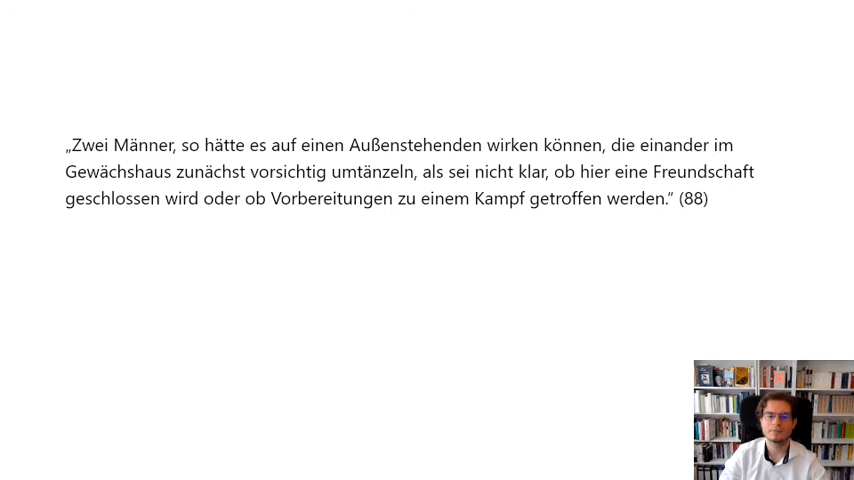 „Zwei Männer, so hätte es auf einen Außenstehenden wirken können, die einander im
Gewächshaus zunächst vorsichtig umtänzeln, als sei nicht klar, ob hier eine Freundschaft
geschlossen wird oder ob Vorbereitungen zu einem Kampf getroffen werden.“ (88)